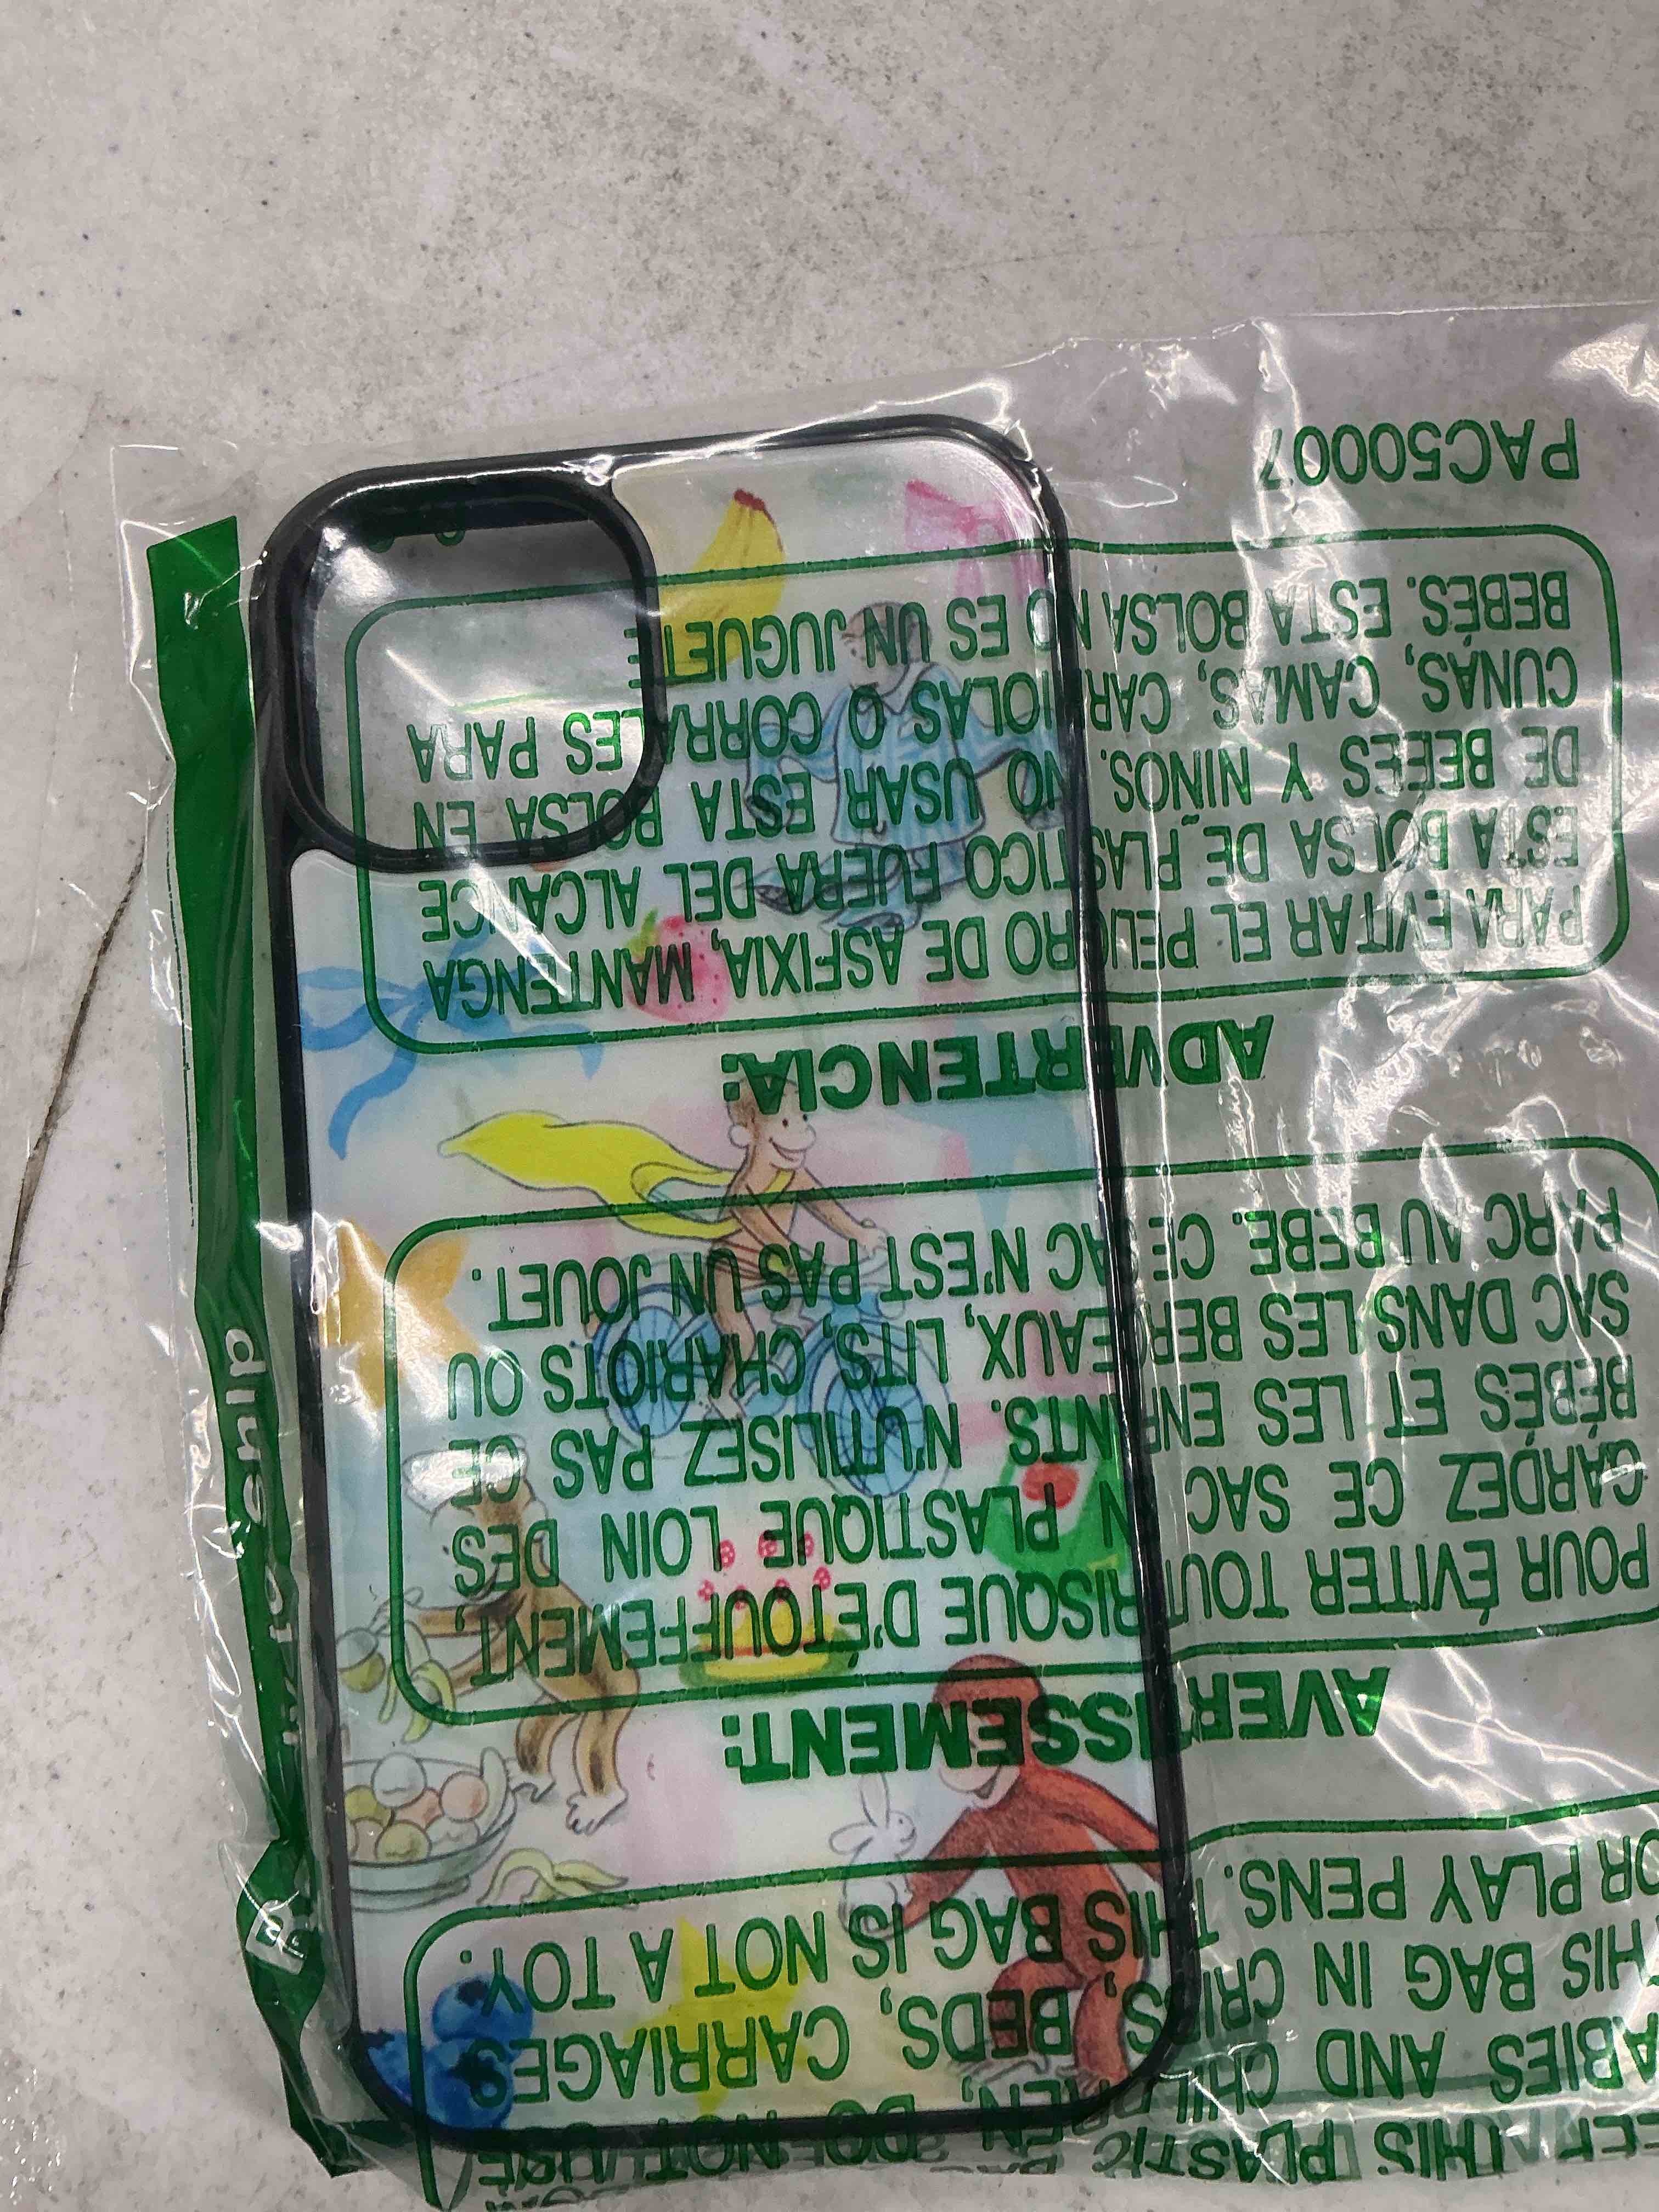 THIS PLASTIC
AND CHILDREN, DO NOT USE
THIS BAG IN CRIBS, BEDS, CARRIAGES
OR PLAY PENS. THIS BAG IS NOT A TOY.
AVERTISSEMENT:
POUR ÉVITER TOUT RISQUE D'ÉTOUFFEMENT,
GARDEZ CE SAC EN PLASTIQUE LOIN DES
BÉBÉS ET LES ENFANTS. N'UTILISEZ PAS CE
SAC DANS LES BERCEAUX, LITS, CHARIOTS OU
PARC AU BEBE. CE SAC N'EST PAS UN JOUET.
ADVERTENCIA:
PARA EVITAR EL PELIGRO DE ASFIXIA, MANTENGA
ESTA BOLSA DE PLASTICO FUERA DEL ALCANCE
DE BEBES Y NIÑOS. NO USAR ESTA BOLSA EN
CUNAS, CAMAS, CARRIOLAS O CORRALES PARA
BEBÉS. ESTA BOLSA NO ES UN JUGUETE
PAC50007